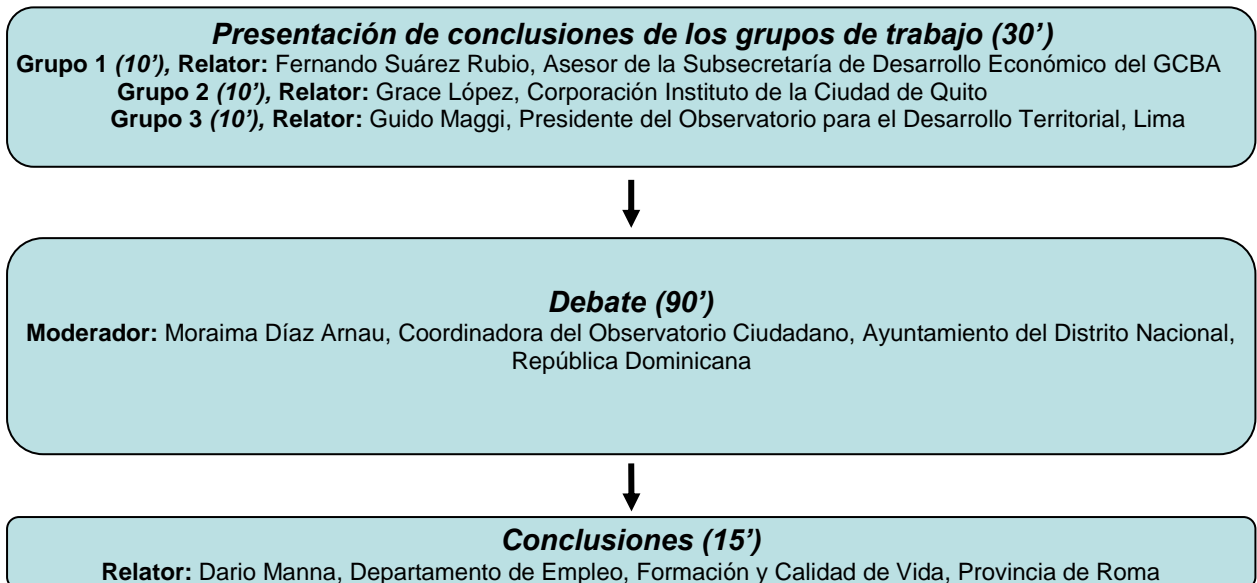 Presentación de conclusiones de los grupos de trabajo (30’)
Grupo 1 (10’), Relator: Fernando Suárez Rubio, Asesor de la Subsecretaría de Desarrollo Económico del GCBA
Grupo 2 (10’), Relator: Grace López, Corporación Instituto de la Ciudad de Quito
Grupo 3 (10’), Relator: Guido Maggi, Presidente del Observatorio para el Desarrollo Territorial, Lima
Debate (90’)
Moderador: Moraima Díaz Arnau, Coordinadora del Observatorio Ciudadano, Ayuntamiento del Distrito Nacional,
República Dominicana
Conclusiones (15’)
Relator: Dario Manna, Departamento de Empleo, Formación y Calidad de Vida, Provincia de Roma